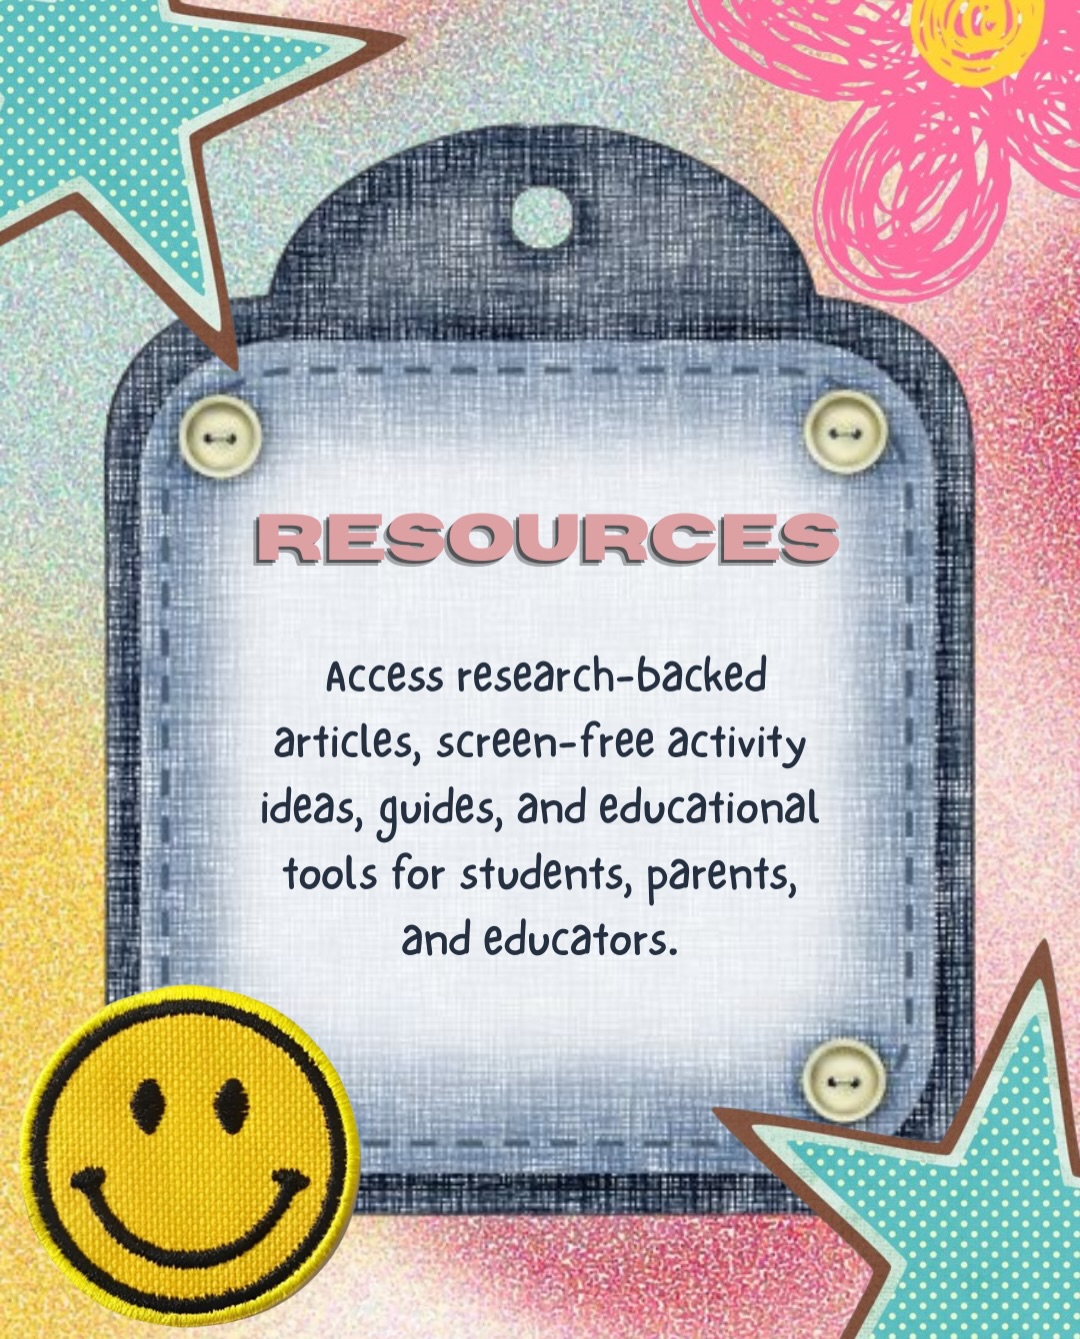 RESOURCES
Access research-backed
articles, screen-free activity
ideas, guides, and educational
tools for students, parents,
and educators.